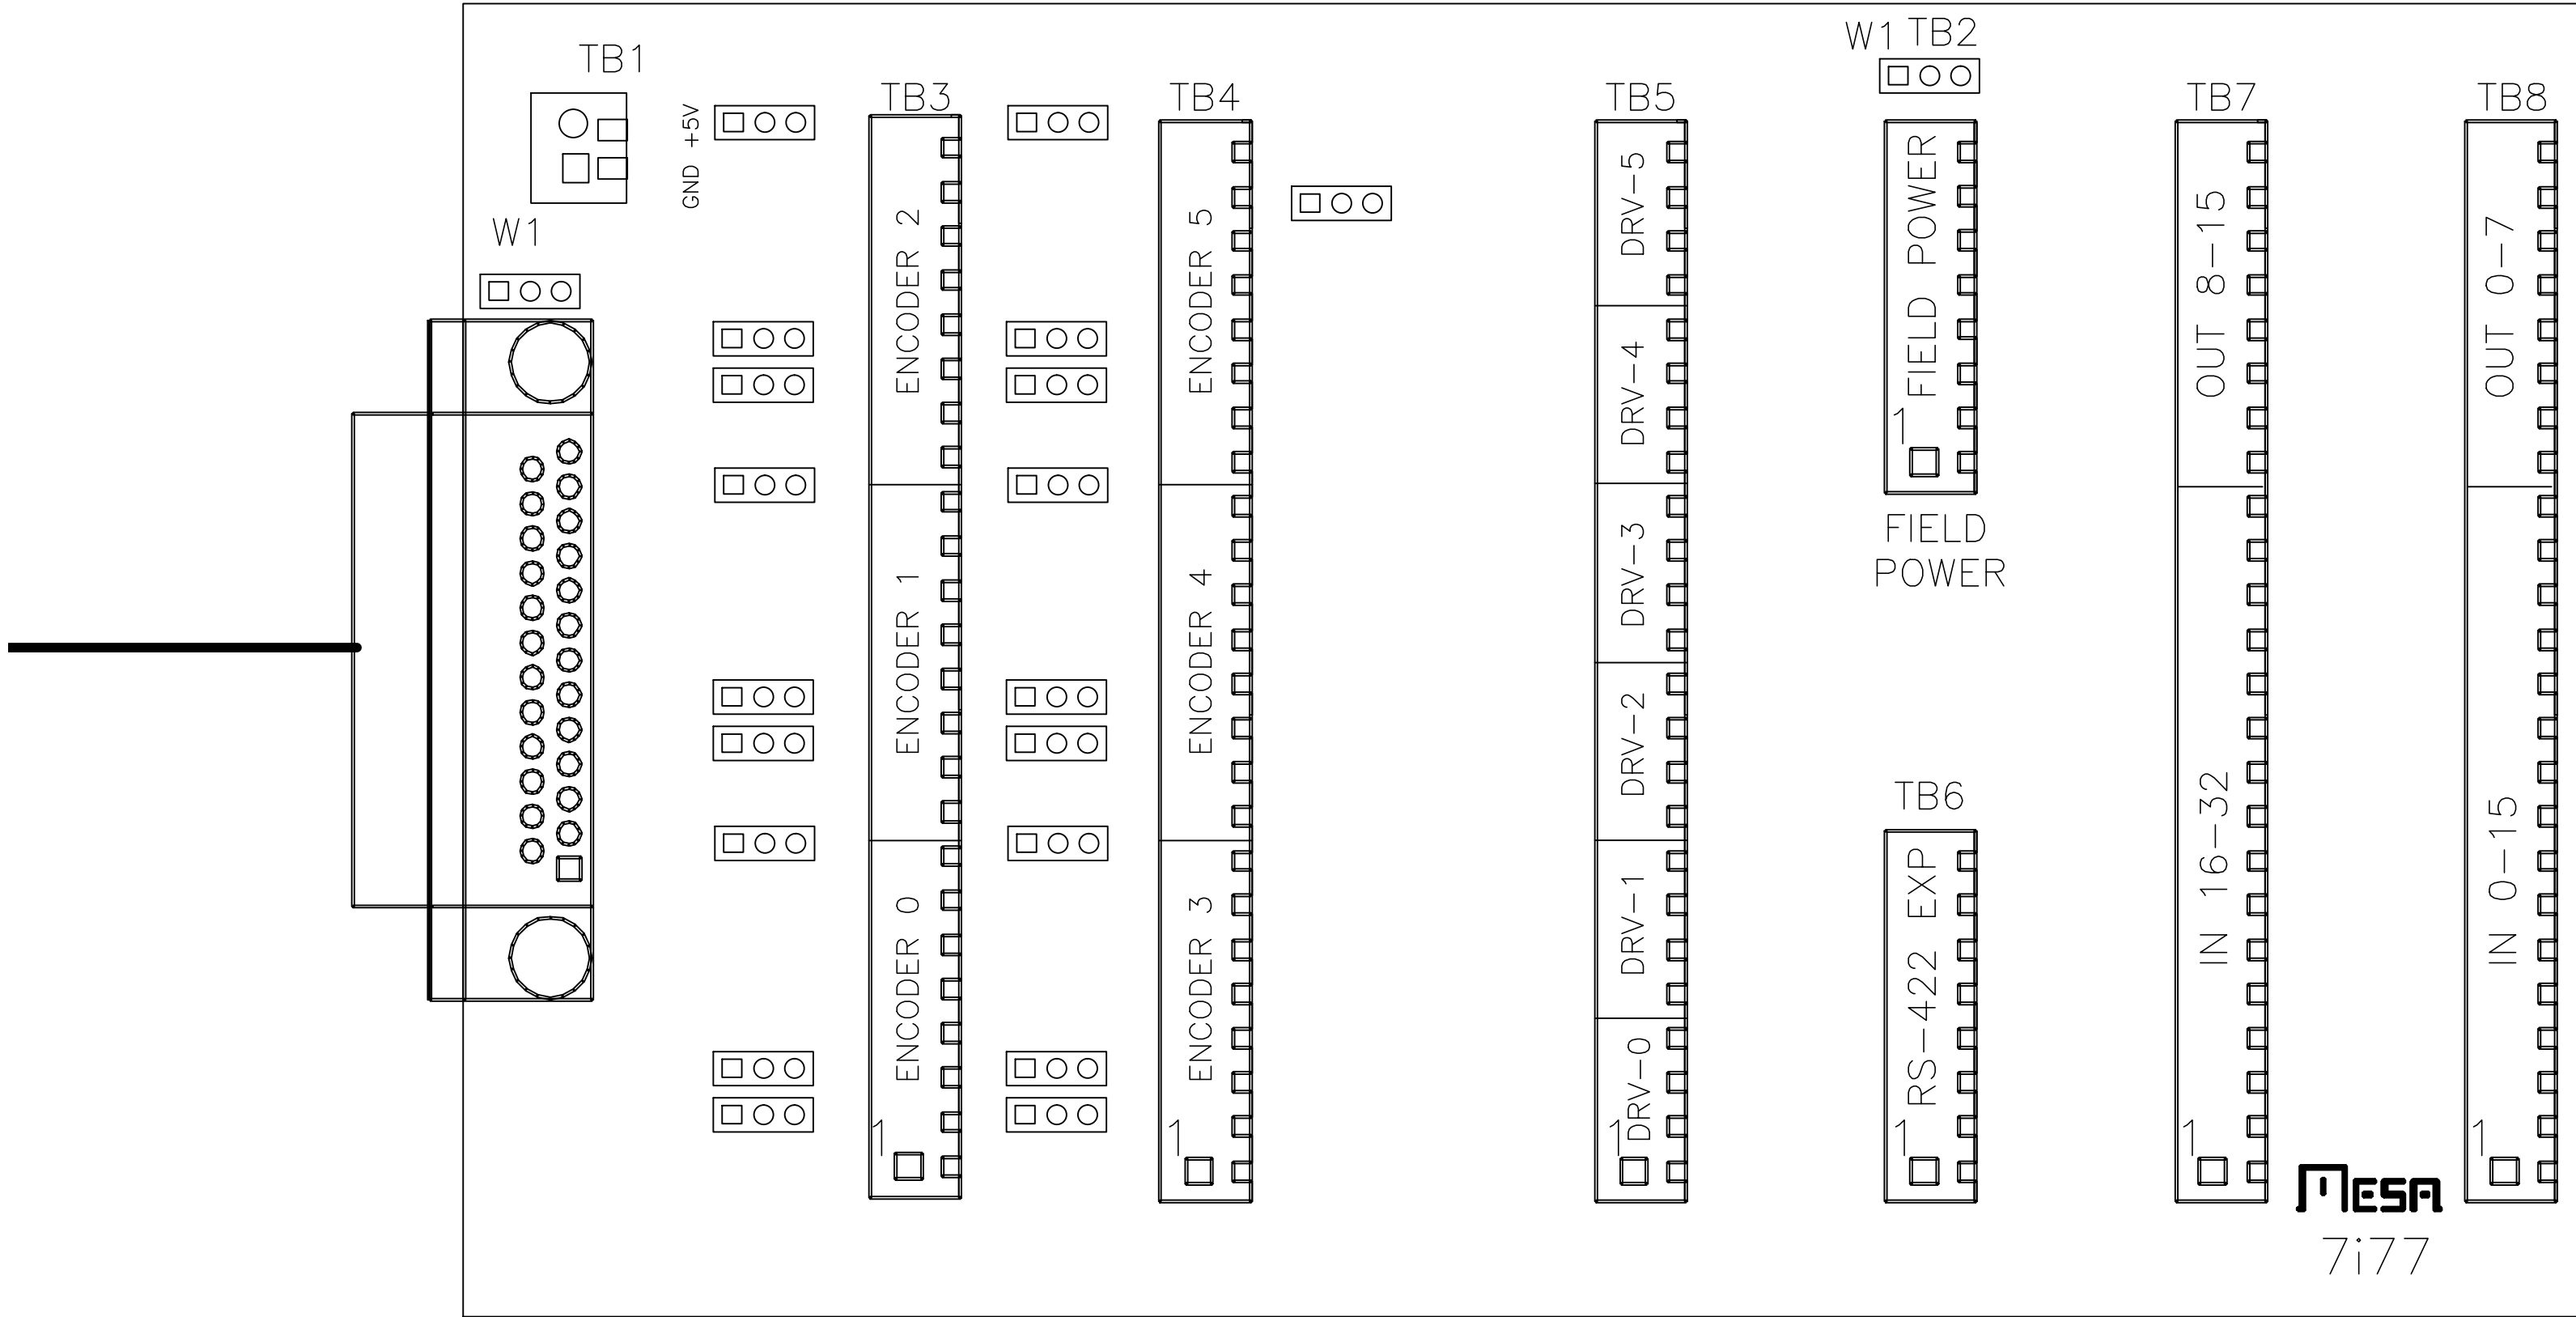 TB1
GND +5V
W1
TB3
ENCODER 2
ENCODER 1
ENCODER 0
1
TB4
ENCODER 5
ENCODER 4
ENCODER 3
1
TB5
DRV-5
DRV-4
DRV-3
DRV-2
DRV-1
DRV-0
1
W1 TB2
FIELD POWER
1
FIELD
POWER
TB6
RS-422 EXP
1
TB7
OUT 8-15
IN 16-32
1
TB8
OUT 0-7
IN 0-15
1
MESA
7i77